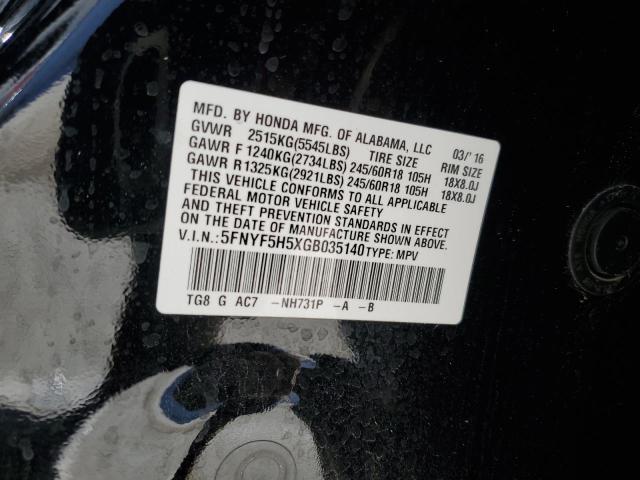 MFD. BY HONDA MFG. OF ALABAMA, LLC 03/'16
GVWR 2515KG(5545LBS) TIRE SIZE RIM SIZE
GAWR F 1240KG(2734LBS) 245/60R18 105H 18X8.0J
GAWR R 1325KG(2921LBS) 245/60R18 105H 18X8.0J
THIS VEHICLE CONFORMS TO ALL APPLICABLE
FEDERAL MOTOR VEHICLE SAFETY
AND THEFT PREVENTION STANDARDS IN EFFECT
ON THE DATE OF MANUFACTURE SHOWN ABOVE.
V.I.N.:5FNYF5H5XGB035140 TYPE: MPV
TG8 G AC7 -NH731P -A -B